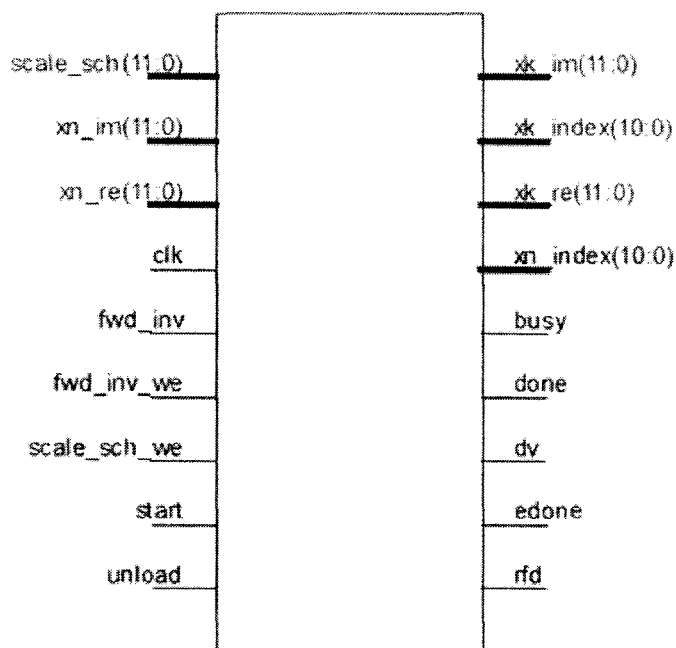 scale_sch(11:0)
xn_im(11:0)
xn_re(11:0)
clk
fwd_inv
fwd_inv_we
scale_sch_we
start
unload
xk_im(11:0)
xk_index(10:0)
xk_re(11:0)
xn_index(10:0)
busy
done
dv
edone
rfd